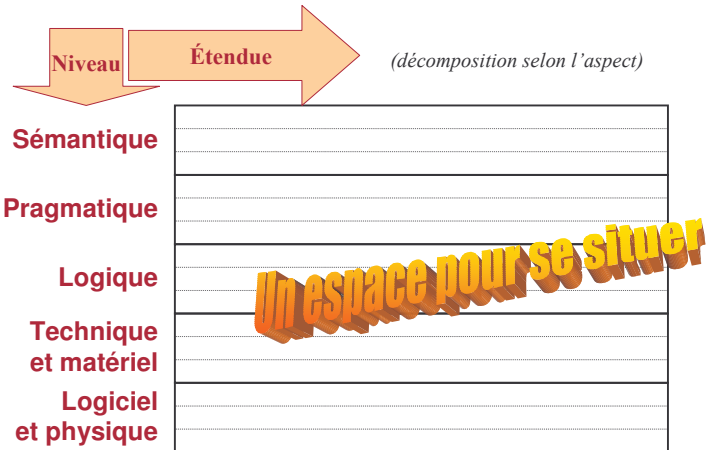 Niveau
Étendue
(décomposition selon l’aspect)
Sémantique
Pragmatique
Logique
Un espace pour se situer
Technique
et matériel
Logiciel
et physique